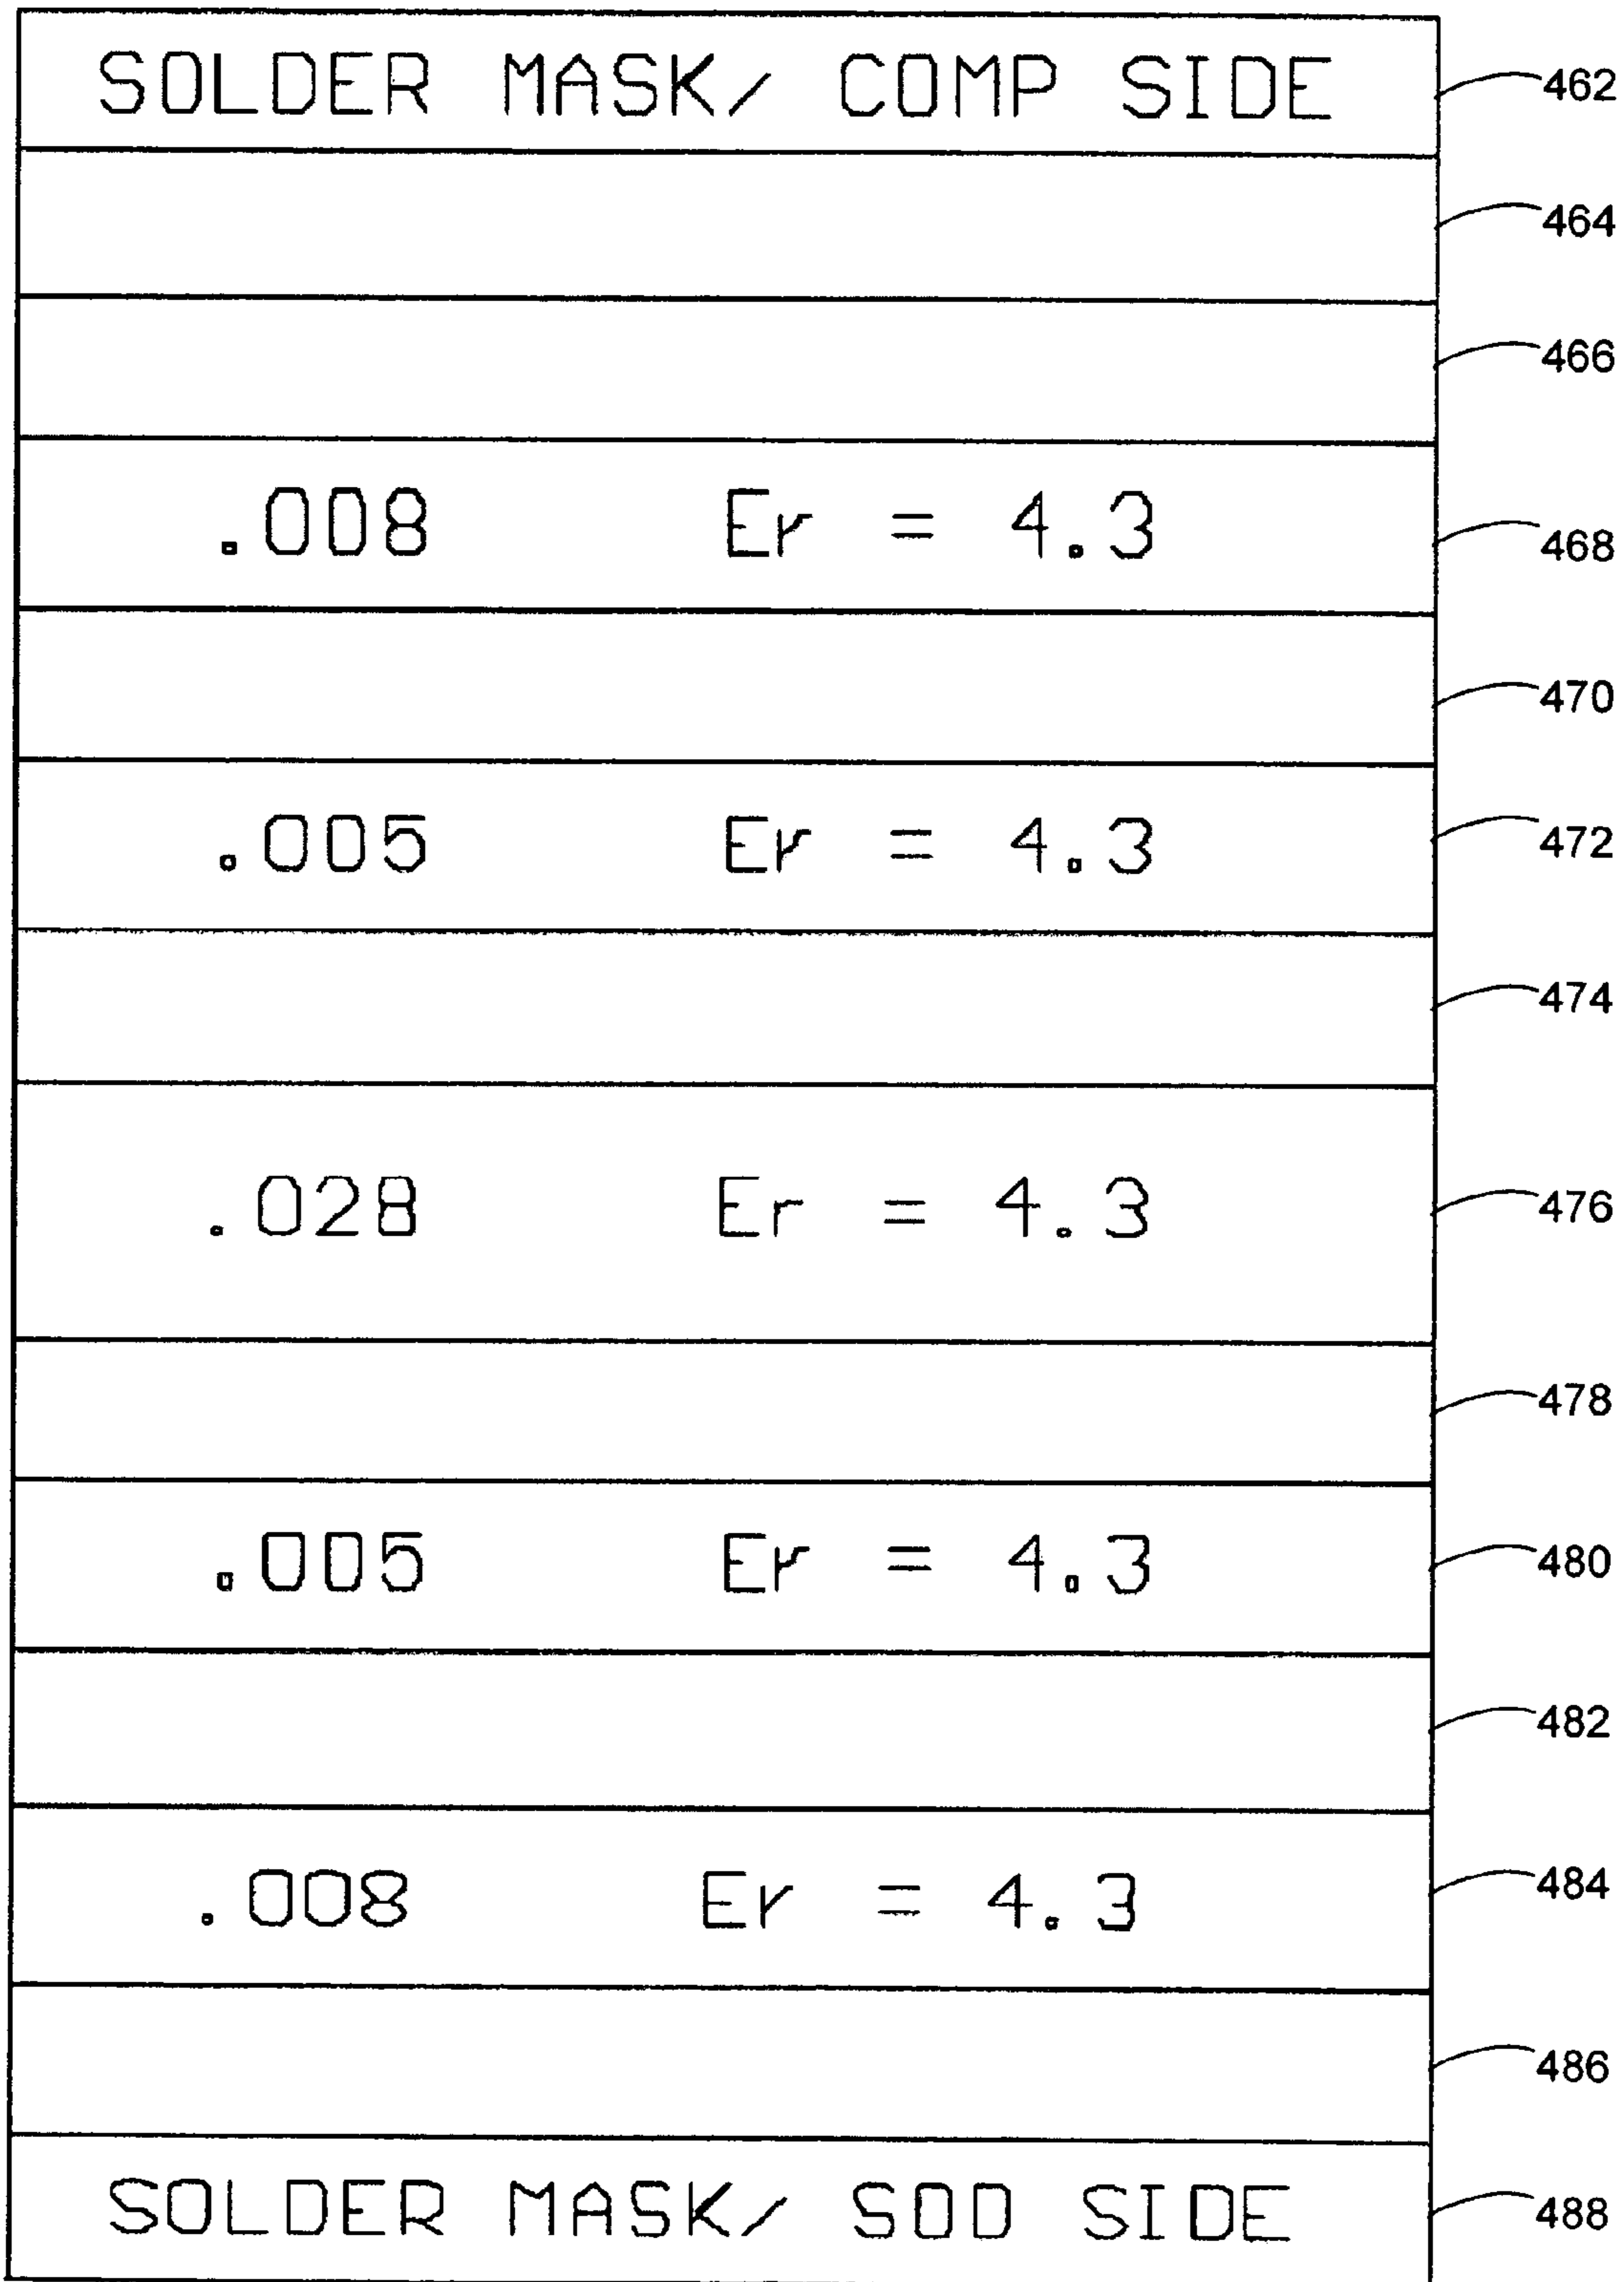 SOLDER MASK/ COMP SIDE 462
464
466
.008 Er = 4.3 468
470
.005 Er = 4.3 472
474
.028 Er = 4.3 476
478
.005 Er = 4.3 480
482
.008 Er = 4.3 484
486
SOLDER MASK/ SOD SIDE 488